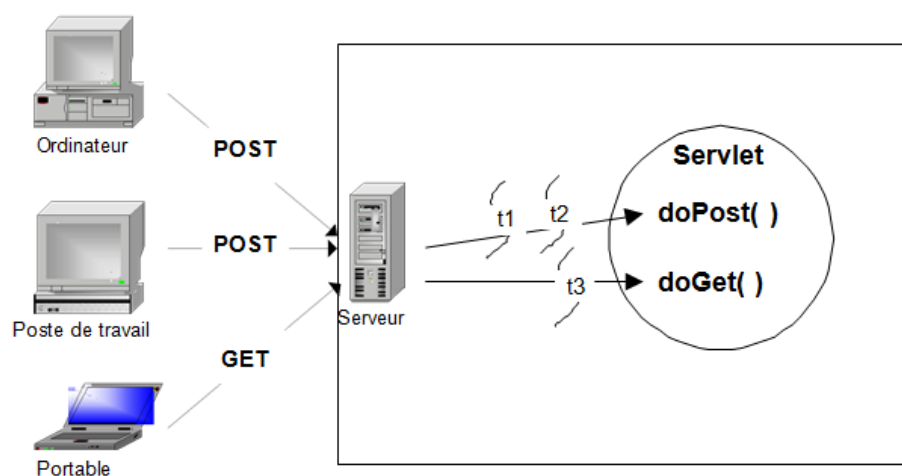 Ordinateur
POST
Servlet
t1
t2
doPost( )
POST
t3
doGet( )
Poste de travail
Serveur
GET
Portable